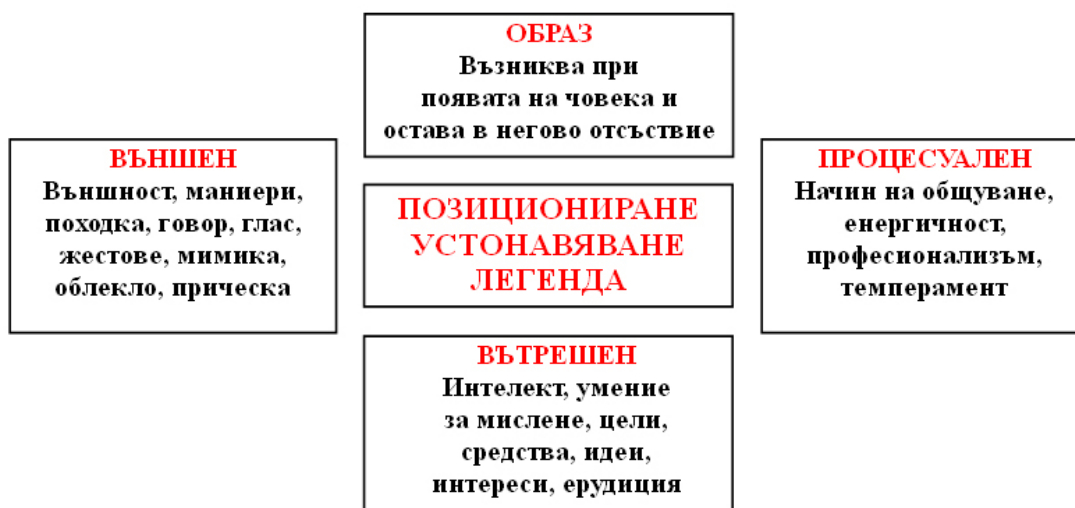 ОБРАЗ
Възниква при
появата на човека и
остава в негово отсъствие
ВЪНШЕН
Външност, маниери,
походка, говор, глас,
жестове, мимика,
облекло, прическа
ПОЗИЦИОНИРАНЕ
УСТОНАВЯВАНЕ
ЛЕГЕНДА
ПРОЦЕСУАЛЕН
Начин на общуване,
енергичност,
професионализъм,
темперамент
ВЪТРЕШЕН
Интелект, умение
за мислене, цели,
средства, идеи,
интереси, ерудиция